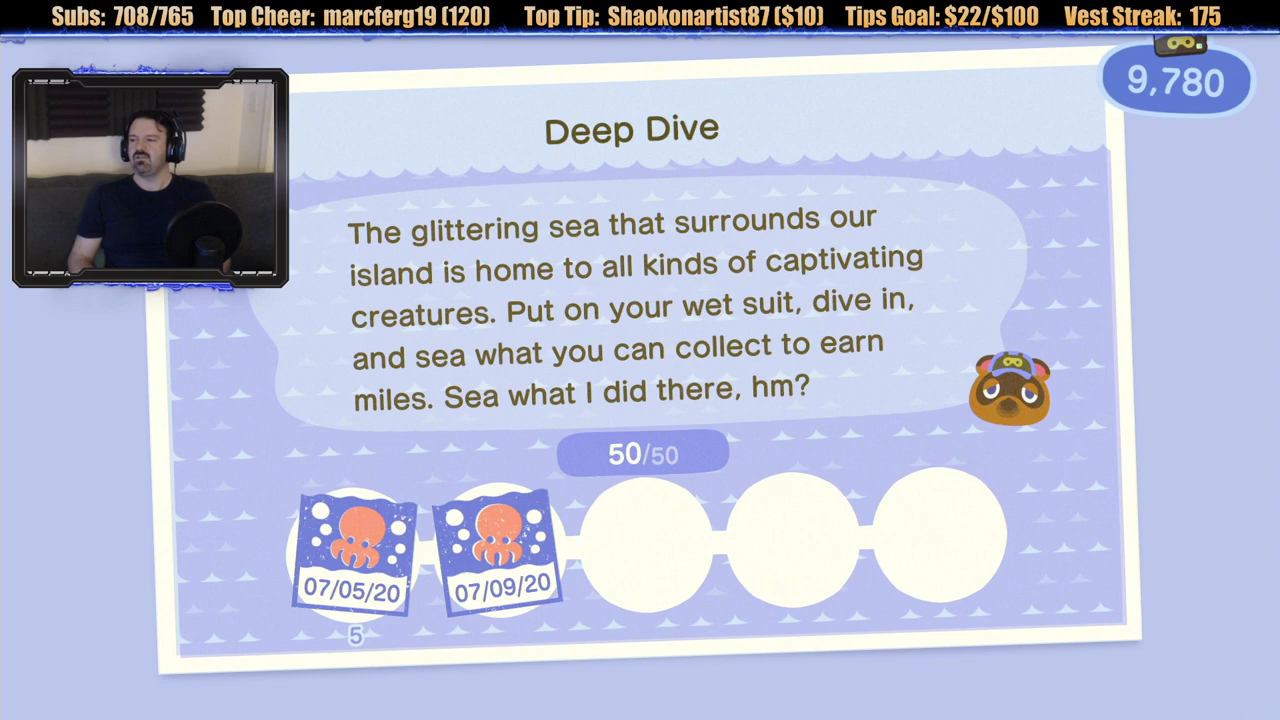 Subs: 708/765 Top Cheer: marcferg19 (120) Top Tip: Shaokonartist87 ($10) Tips Goal: $22/$100 Vest Streak: 175
9,780
Deep Dive
The glittering sea that surrounds our
island is home to all kinds of captivating
creatures. Put on your wet suit, dive in,
and sea what you can collect to earn
miles. Sea what I did there, hm?
50/50
07/05/20
07/09/20
5